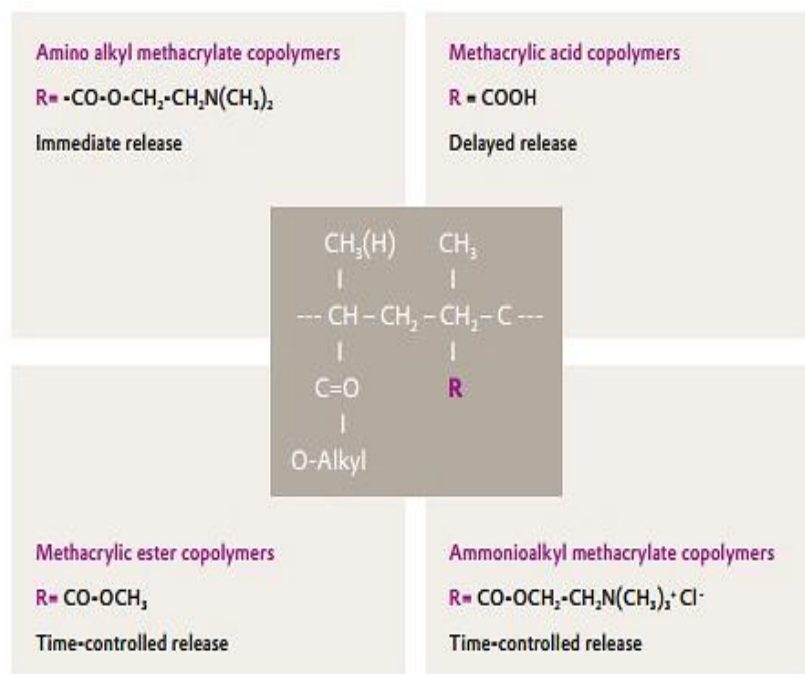 Amino alkyl methacrylate copolymers
R= -CO-O-CH₂-CH₂N(CH₃)₂
Immediate release
Methacrylic acid copolymers
R = COOH
Delayed release
CH₃(H) CH₃
| |
--- CH – CH₂ – CH₂ – C ---
| |
C=O R
|
O-Alkyl
Methacrylic ester copolymers
R= CO-OCH₃
Time-controlled release
Ammonioalkyl methacrylate copolymers
R= CO-OCH₂-CH₂N(CH₃)₃⁺Cl⁻
Time-controlled release